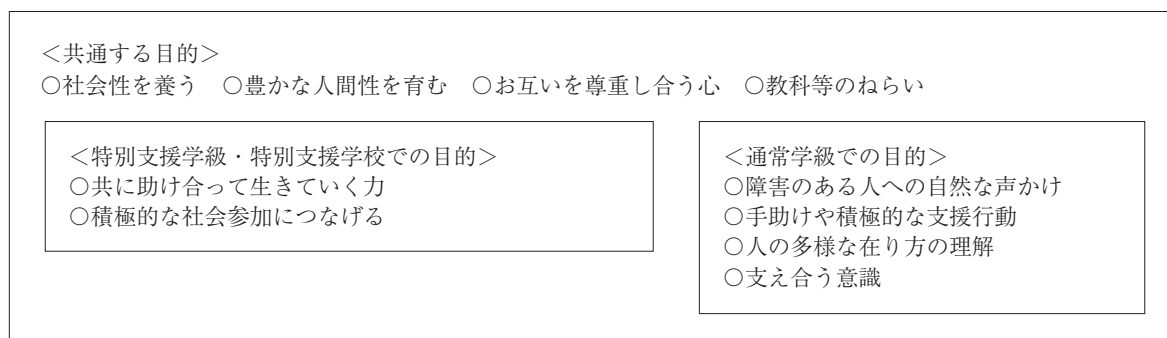 ＜共通する目的＞
○社会性を養う　○豊かな人間性を育む　○お互いを尊重し合う心　○教科等のねらい
＜特別支援学級・特別支援学校での目的＞
○共に助け合って生きていく力
○積極的な社会参加につなげる
＜通常学級での目的＞
○障害のある人への自然な声かけ
○手助けや積極的な支援行動
○人の多様な在り方の理解
○支え合う意識